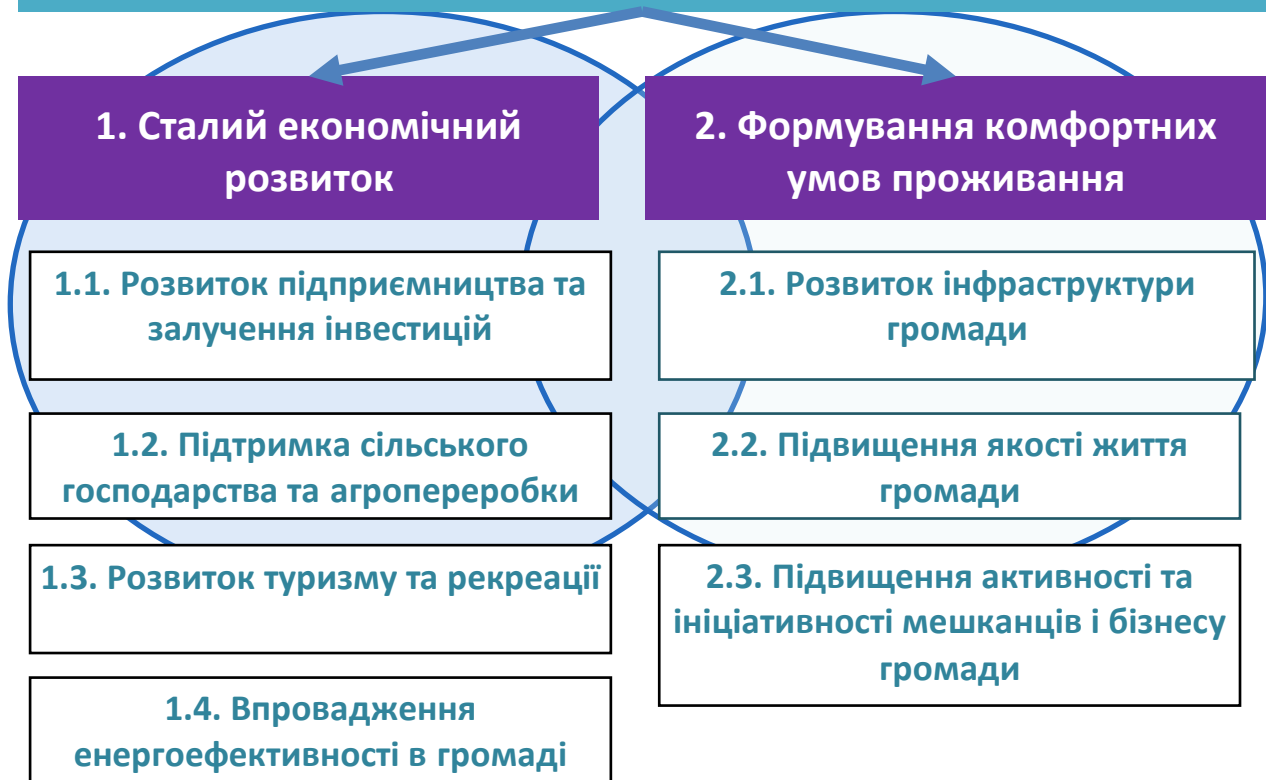 1. Сталий економічний
розвиток
2. Формування комфортних
умов проживання
1.1. Розвиток підприємництва та
залучення інвестицій
1.2. Підтримка сільського
господарства та агропереробки
1.3. Розвиток туризму та рекреації
1.4. Впровадження
енергоефективності в громаді
2.1. Розвиток інфраструктури
громади
2.2. Підвищення якості життя
громади
2.3. Підвищення активності та
ініціативності мешканців і бізнесу
громади